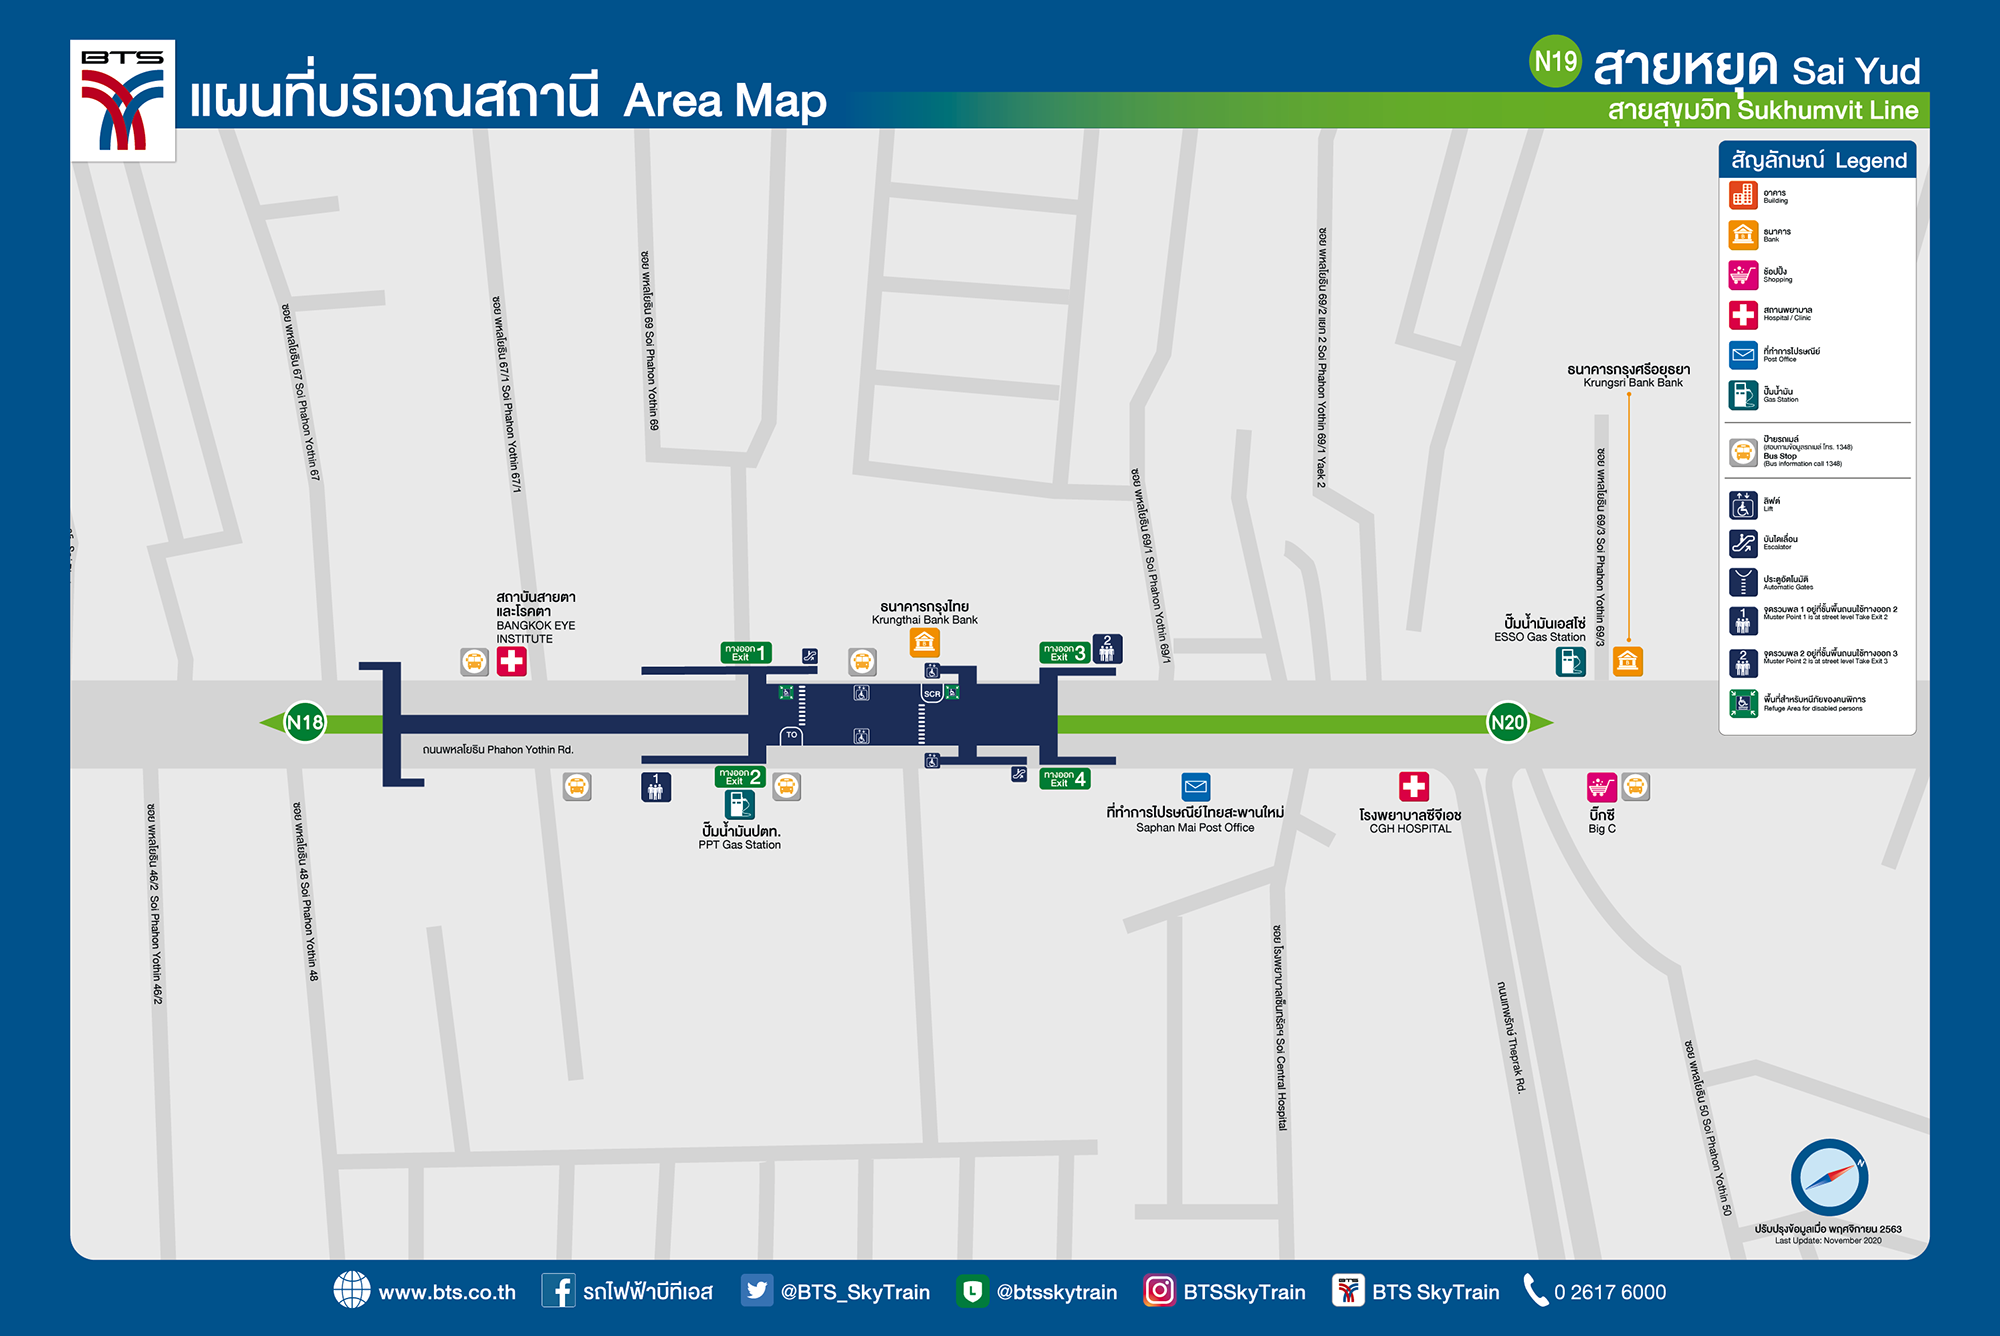 BTS
แผนที่บริเวณสถานี Area Map
N19 สายหยุด Sai Yud
สายสุขุมวิท Sukhumvit Line
สัญลักษณ์ Legend
อาคาร
Building
ธนาคาร
Bank
ช้อปปิ้ง
Shopping
สถานพยาบาล
Hospital / Clinic
ที่ทำการไปรษณีย์
Post Office
ปั๊มน้ำมัน
Gas Station
ป้ายรถเมล์
(สอบถามข้อมูลรถเมล์ โทร. 1348)
Bus Stop
(Bus information call 1348)
ลิฟต์
Lift
บันไดเลื่อน
Escalator
ประตูอัตโนมัติ
Automatic Gates
1
จุดรวมพล 1 อยู่ที่ชั้นพื้นถนนใช้ทางออก 2
Muster Point 1 is at street level Take Exit 2
2
จุดรวมพล 2 อยู่ที่ชั้นพื้นถนนใช้ทางออก 3
Muster Point 2 is at street level Take Exit 3
พื้นที่สำหรับหนีภัยของคนพิการ
Refuge Area for disabled persons
ซอย พหลโยธิน 67 Soi Phahon Yothin 67
ซอย พหลโยธิน 67/1 Soi Phahon Yothin 67/1
ซอย พหลโยธิน 69 Soi Phahon Yothin 69
ซอย พหลโยธิน 69/1 Soi Phahon Yothin 69/1
ซอย พหลโยธิน 69/2 แยก 2 Soi Phahon Yothin 69/1 Yaek 2
ซอย พหลโยธิน 69/3 Soi Phahon Yothin 69/3
ธนาคารกรุงศรีอยุธยา
Krungsri Bank Bank
สถาบันสายตา
และโรคตา
BANGKOK EYE
INSTITUTE
ธนาคารกรุงไทย
Krungthai Bank Bank
ปั๊มน้ำมันเอสโซ่
ESSO Gas Station
ทางออก
Exit 1
ทางออก
Exit 3
2
SCR
TO
N18
N20
ถนนพหลโยธิน Phahon Yothin Rd.
1
ทางออก
Exit 2
ทางออก
Exit 4
ปั๊มน้ำมันปตท.
PPT Gas Station
ที่ทำการไปรษณีย์ไทยสะพานใหม่
Saphan Mai Post Office
โรงพยาบาลซีจีเอช
CGH HOSPITAL
บิ๊กซี
Big C
ซอย พหลโยธิน 46/2 Soi Phahon Yothin 46/2
ซอย พหลโยธิน 48 Soi Phahon Yothin 48
ซอย โรงพยาบาลเซ็นทรัลฯ Soi Central Hospital
ถนนเทพรักษ์ Theprak Rd.
ซอย พหลโยธิน 50 Soi Phahon Yothin 50
N
ปรับปรุงข้อมูลเมื่อ พฤศจิกายน 2563
Last Update: November 2020
www.bts.co.th
รถไฟฟ้าบีทีเอส
@BTS_SkyTrain
@btsskytrain
BTSSkyTrain
BTS
BTS SkyTrain
0 2617 6000